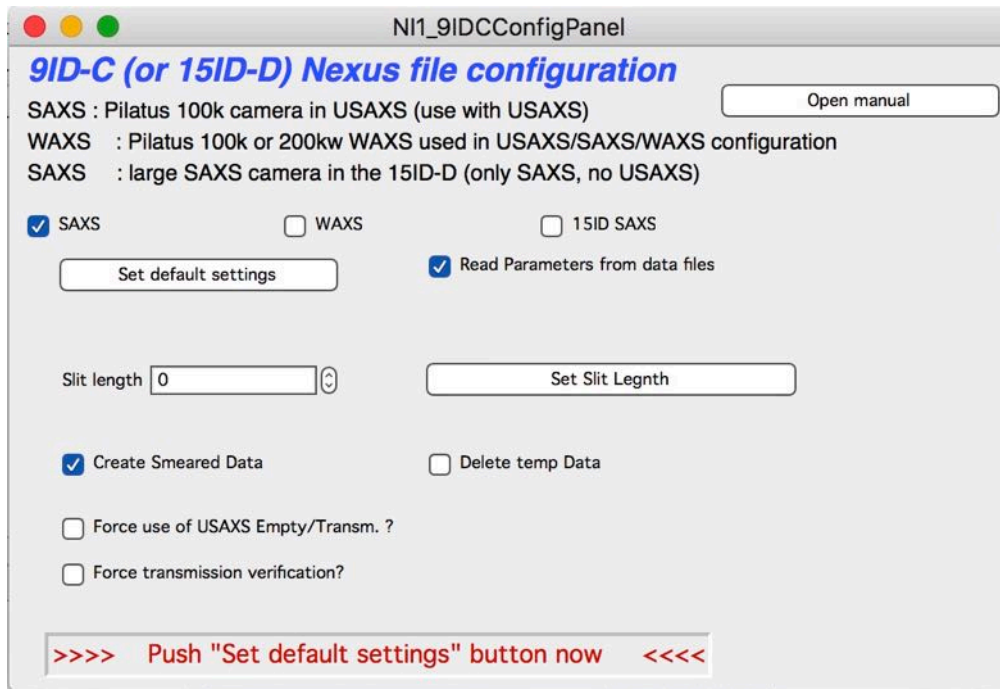 NI1_9IDCConfigPanel
9ID-C (or 15ID-D) Nexus file configuration
SAXS : Pilatus 100k camera in USAXS (use with USAXS)
Open manual
WAXS : Pilatus 100k or 200kw WAXS used in USAXS/SAXS/WAXS configuration
SAXS : large SAXS camera in the 15ID-D (only SAXS, no USAXS)
SAXS WAXS 15ID SAXS
Set default settings Read Parameters from data files
Slit length 0 Set Slit Legnth
Create Smeared Data Delete temp Data
Force use of USAXS Empty/Transm. ?
Force transmission verification?
>>>> Push "Set default settings" button now <<<<